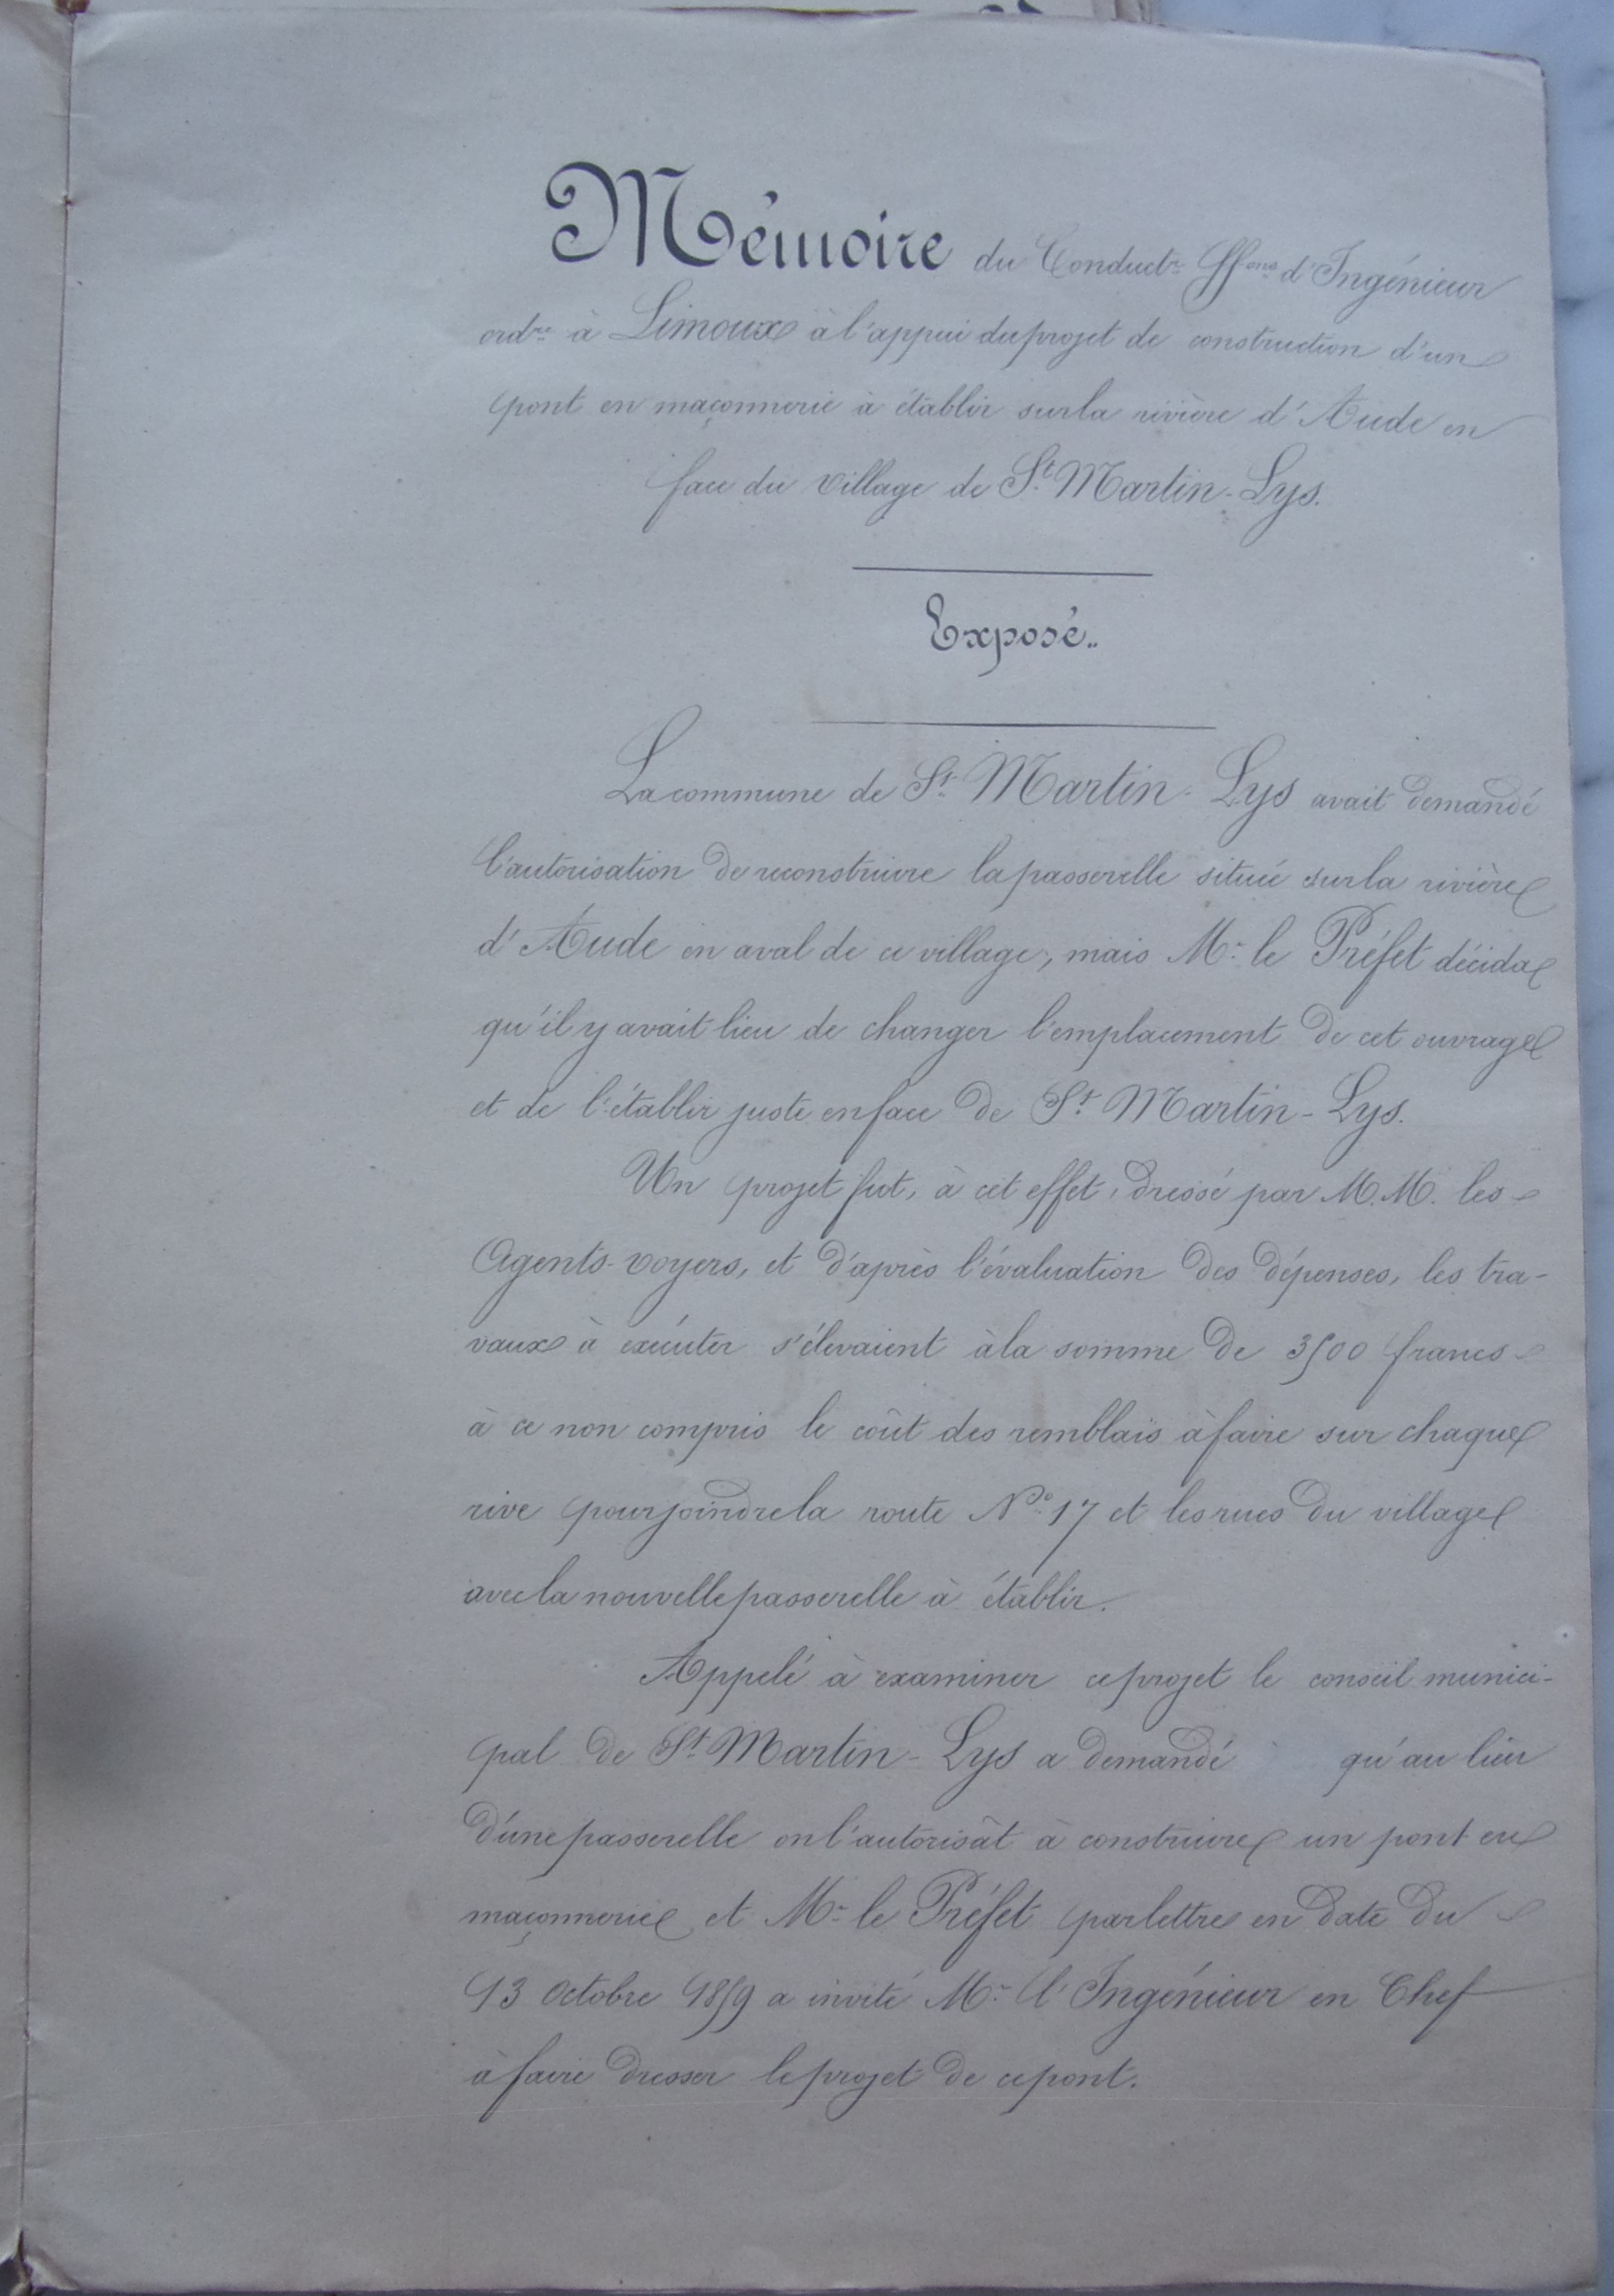 Mémoire du Conduct.r ff.ons d'Ingénieur
ord.re à Limoux à l'appui du projet de construction d'un
pont en maçonnerie à établir sur la rivière d'Aude en
face du village de St. Martin-Lys.
Exposé..
La commune de St. Martin-Lys avait demandé
l'autorisation de reconstruire la passerelle située sur la rivière
d'Aude en aval de ce village, mais Mr. le Préfet décida
qu'il y avait lieu de changer l'emplacement de cet ouvrage
et de l'établir juste en face de St. Martin-Lys.
Un projet fut, à cet effet, dressé par M.M. les
Agents-voyers, et d'après l'évaluation des dépenses, les tra-
vaux à exécuter s'élevaient à la somme de 3500 francs
à ce non compris le coût des remblais à faire sur chaque
rive pour joindre la route N.o 17 et les rues du village
avec la nouvelle passerelle à établir.
Appelé à examiner ce projet le conseil munici-
pal de St. Martin-Lys a demandé qu'au lieu
d'une passerelle on l'autorisât à construire un pont en
maçonnerie et Mr. le Préfet par lettre en date du
13 Octobre 1859 a invité Mr. l'Ingénieur en Chef
à faire dresser le projet de ce pont.